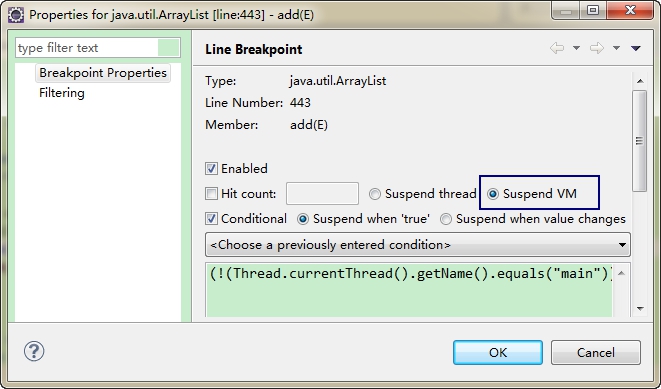 Properties for java.util.ArrayList [line:443] - add(E)
type filter text
Breakpoint Properties
Filtering
Line Breakpoint
Type: java.util.ArrayList
Line Number: 443
Member: add(E)
Enabled
Hit count: Suspend thread Suspend VM
Conditional Suspend when 'true' Suspend when value changes
<Choose a previously entered condition>
(!(Thread.currentThread().getName().equals("main"))
OK Cancel